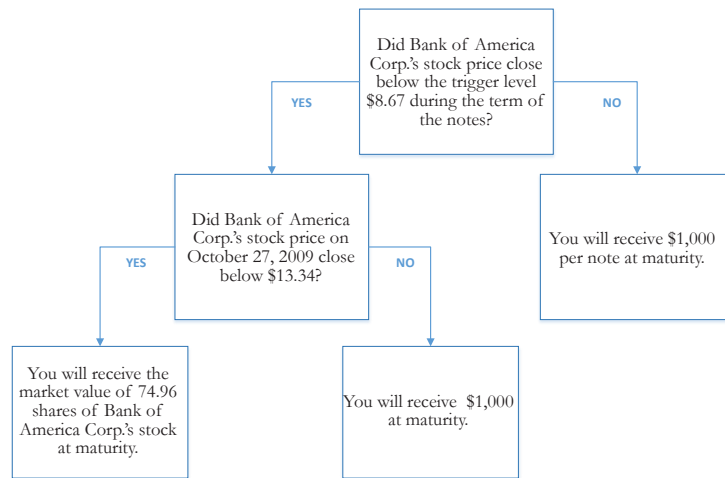 Did Bank of America
Corp.'s stock price close
below the trigger level
$8.67 during the term of
the notes?
YES
NO
Did Bank of America
Corp.'s stock price on
October 27, 2009 close
below $13.34?
You will receive $1,000
per note at maturity.
YES
NO
You will receive the
market value of 74.96
shares of Bank of
America Corp.'s stock
at maturity.
You will receive $1,000
at maturity.